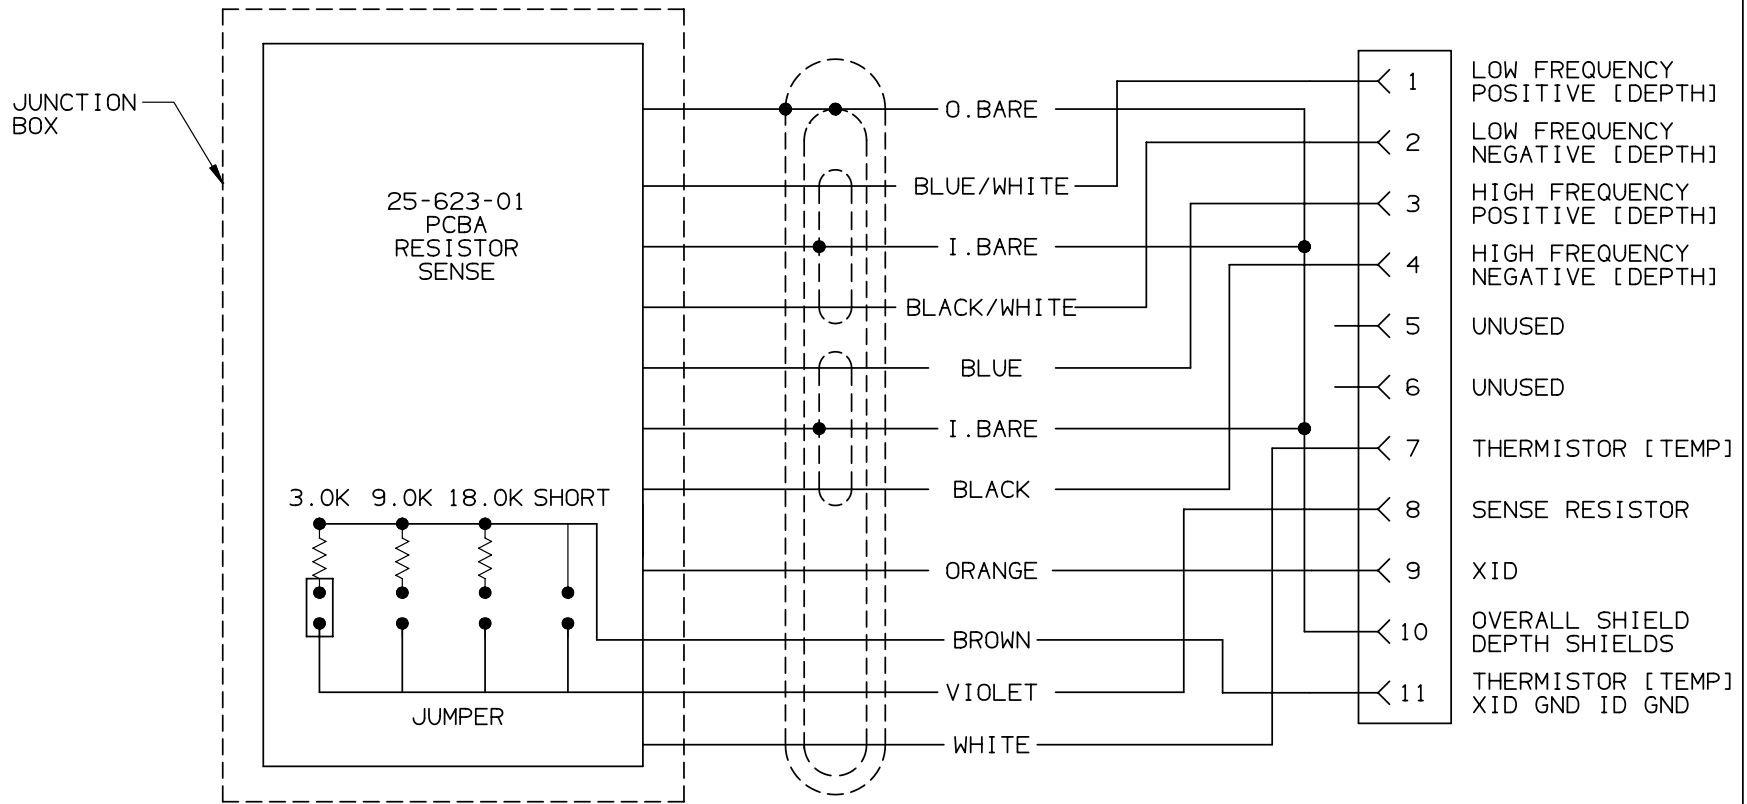 JUNCTION
BOX
25-623-01
PCBA
RESISTOR
SENSE
3.0K 9.0K 18.0K SHORT
JUMPER
O.BARE
BLUE/WHITE
I.BARE
BLACK/WHITE
BLUE
I.BARE
BLACK
ORANGE
BROWN
VIOLET
WHITE
1 LOW FREQUENCY
POSITIVE [DEPTH]
2 LOW FREQUENCY
NEGATIVE [DEPTH]
3 HIGH FREQUENCY
POSITIVE [DEPTH]
4 HIGH FREQUENCY
NEGATIVE [DEPTH]
5 UNUSED
6 UNUSED
7 THERMISTOR [TEMP]
8 SENSE RESISTOR
9 XID
10 OVERALL SHIELD
DEPTH SHIELDS
11 THERMISTOR [TEMP]
XID GND ID GND